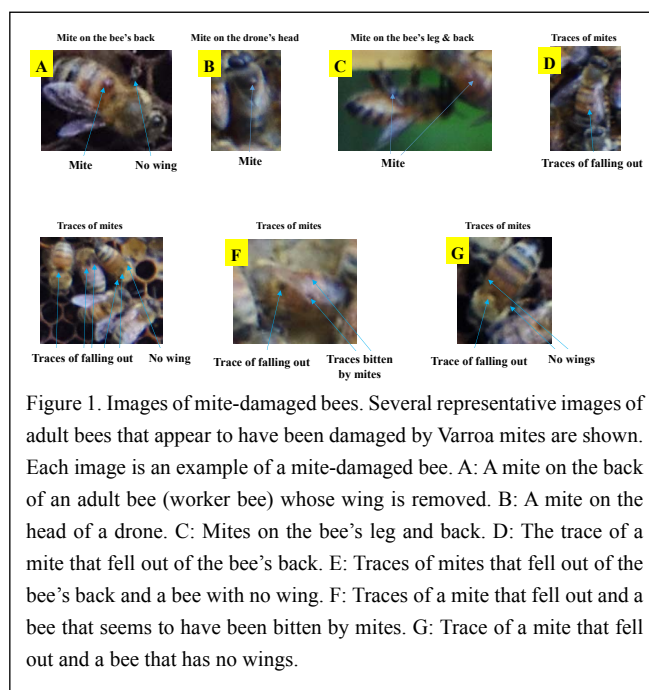 Mite on the bee's back
Mite on the drone's head
Mite on the bee's leg & back
Traces of mites
A
B
C
D
Mite
No wing
Mite
Mite
Traces of falling out
Traces of mites
Traces of mites
Traces of mites
F
G
Traces of falling out
No wing
Trace of falling out
Traces bitten
by mites
Trace of falling out
No wings
Figure 1. Images of mite-damaged bees. Several representative images of
adult bees that appear to have been damaged by Varroa mites are shown.
Each image is an example of a mite-damaged bee. A: A mite on the back
of an adult bee (worker bee) whose wing is removed. B: A mite on the
head of a drone. C: Mites on the bee's leg and back. D: The trace of a
mite that fell out of the bee's back. E: Traces of mites that fell out of the
bee's back and a bee with no wing. F: Traces of a mite that fell out and a
bee that seems to have been bitten by mites. G: Trace of a mite that fell
out and a bee that has no wings.